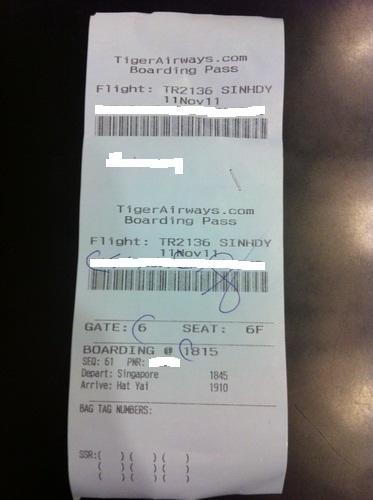 TigerAirways.com
Boarding Pass
Flight: TR2136 SINHDY
11Nov11
TigerAirways.com
Boarding Pass
Flight: TR2136 SINHDY
11Nov11
GATE: 6 SEAT: 6F
BOARDING @ 1815
SEQ: 61 PNR:
Depart: Singapore 1845
Arrive: Hat Yai 1910
BAG TAG NUMBERS:
SSR:( )( )( )
( )( )( )
( )( )( )